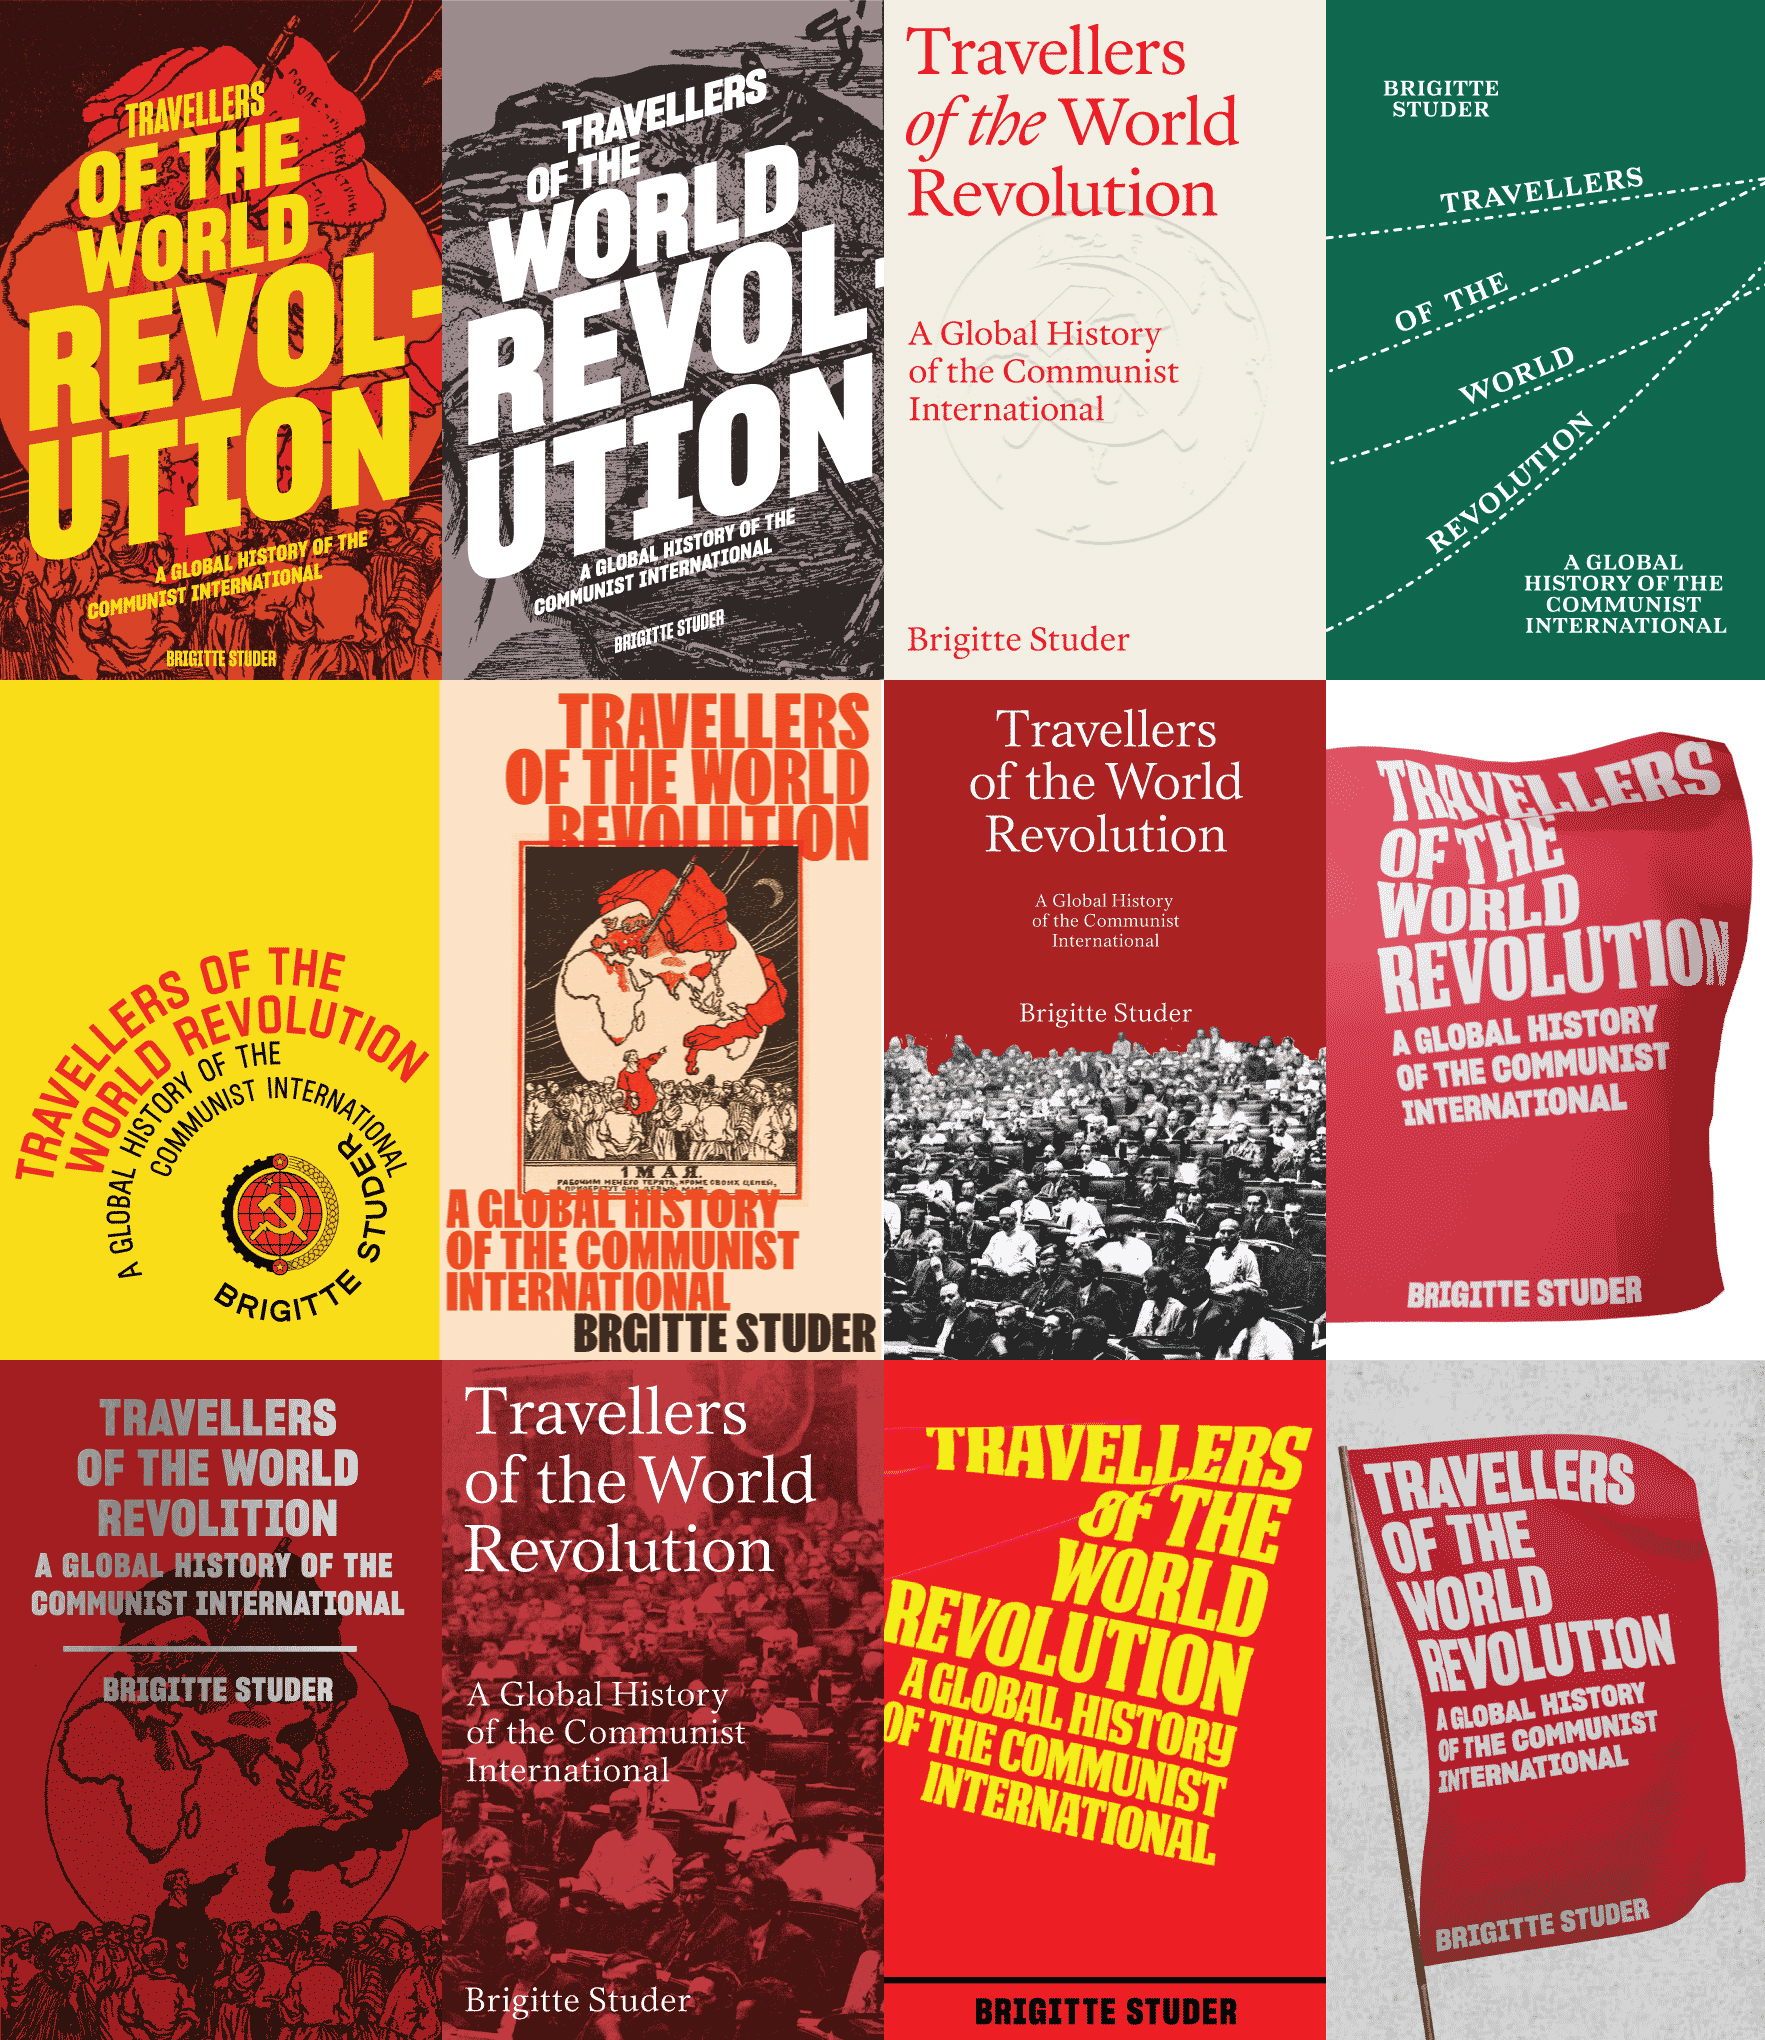 TRAVELLERS
OF THE
WORLD
REVOL-
UTION
A GLOBAL HISTORY OF THE
COMMUNIST INTERNATIONAL
BRIGITTE STUDER
TRAVELLERS
OF THE
WORLD
REVOL-
UTION
A GLOBAL HISTORY OF THE
COMMUNIST INTERNATIONAL
BRIGITTE STUDER
Travellers
of the World
Revolution
A Global History
of the Communist
International
Brigitte Studer
BRIGITTE
STUDER
TRAVELLERS
OF THE
WORLD
REVOLUTION
A GLOBAL
HISTORY OF THE
COMMUNIST
INTERNATIONAL
TRAVELLERS OF THE
WORLD REVOLUTION
A GLOBAL HISTORY OF THE
COMMUNIST INTERNATIONAL
BRIGITTE STUDER
TRAVELLERS
OF THE WORLD
REVOLUTION
1 МАЯ.
РАБОЧИМ НЕЧЕГО ТЕРЯТЬ, КРОМЕ СВОИХ ЦЕПЕЙ,
A GLOBAL HISTORY
OF THE COMMUNIST
INTERNATIONAL
BRGITTE STUDER
Travellers
of the World
Revolution
A Global History
of the Communist
International
Brigitte Studer
TRAVELLERS
OF THE
WORLD
REVOLUTION
A GLOBAL HISTORY
OF THE COMMUNIST
INTERNATIONAL
BRIGITTE STUDER
TRAVELLERS
OF THE WORLD
REVOLITION
A GLOBAL HISTORY OF THE
COMMUNIST INTERNATIONAL
BRIGITTE STUDER
Travellers
of the World
Revolution
A Global History
of the Communist
International
Brigitte Studer
TRAVELLERS
OF THE
WORLD
REVOLUTION
A GLOBAL HISTORY
OF THE COMMUNIST
INTERNATIONAL
BRIGITTE STUDER
TRAVELLERS
OF THE
WORLD
REVOLUTION
A GLOBAL HISTORY
OF THE COMMUNIST
INTERNATIONAL
BRIGITTE STUDER